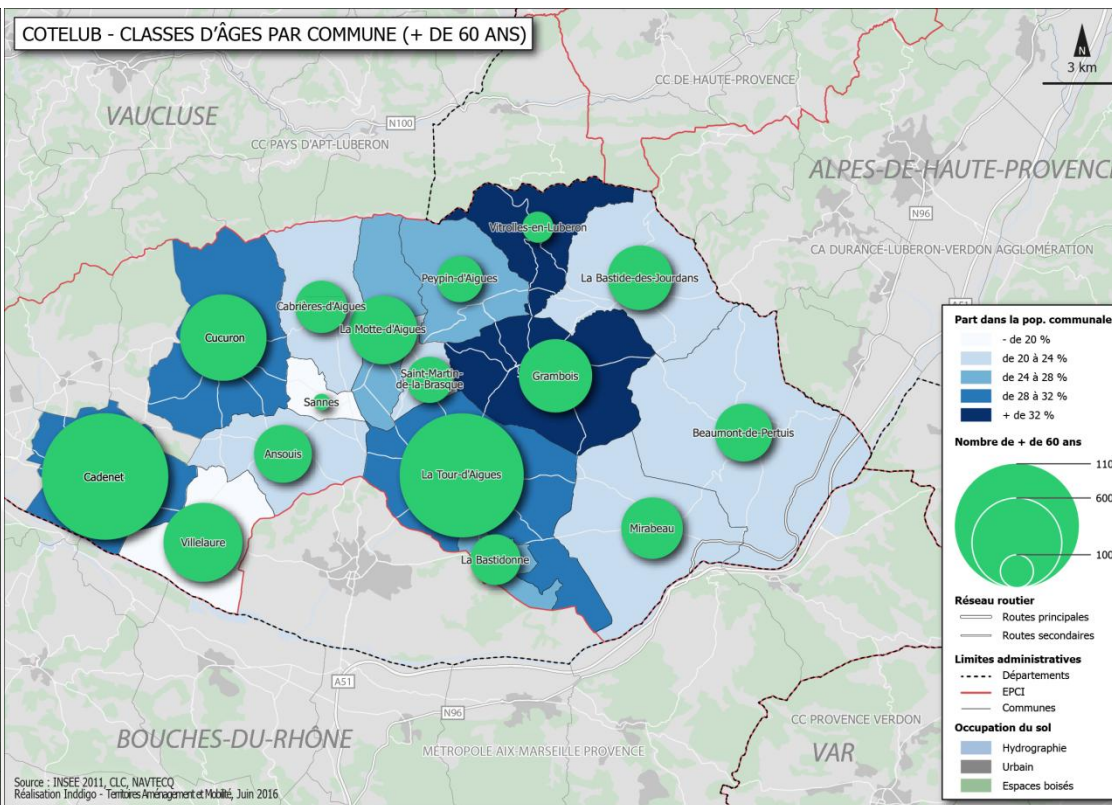 COTELUB - CLASSES D'ÂGES PAR COMMUNE (+ DE 60 ANS)
N
3 km
CC DE HAUTE-PROVENCE
VAUCLUSE
N100
CC PAYS D'APT-LUBERON
ALPES-DE-HAUTE-PROVENCE
N96
CA DURANCE-LUBERON-VERDON AGGLOMÉRATION
Vitrolles-en-Luberon
Peypin-d'Aigues
La Bastide-des-Jourdans
Cabrières-d'Aigues
La Motte-d'Aigues
Cucuron
Saint-Martin-
de-la-Brasque
Grambois
Sannes
Beaumont-de-Pertuis
Ansouis
Cadenet
La Tour-d'Aigues
Villelaure
Mirabeau
La Bastidonne
A51
N96
BOUCHES-DU-RHÔNE
MÉTROPOLE AIX-MARSEILLE PROVENCE
CC PROVENCE VERDON
VAR
Source : INSEE 2011, CLC, NAVTECQ
Réalisation Inddigo - Territoires Aménagement et Mobilité, Juin 2016
A51
Part dans la pop. communale
- de 20 %
de 20 à 24 %
de 24 à 28 %
de 28 à 32 %
+ de 32 %
Nombre de + de 60 ans
110
600
100
Réseau routier
Routes principales
Routes secondaires
Limites administratives
Départements
EPCI
Communes
Occupation du sol
Hydrographie
Urbain
Espaces boisés